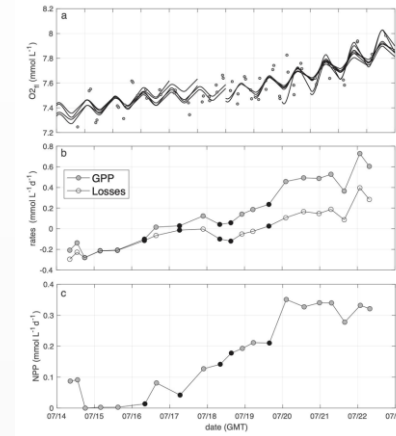 a
8.2
8
7.8
7.6
7.4
7.2
b
GPP
Losses
0.8
0.6
0.4
0.2
0
-0.2
-0.4
rates (mmol L⁻¹ d⁻¹)
c
0.4
0.3
0.2
0.1
0
NPP (mmol L⁻¹ d⁻¹)
07/14 07/15 07/16 07/17 07/18 07/19 07/20 07/21 07/22
date (GMT)